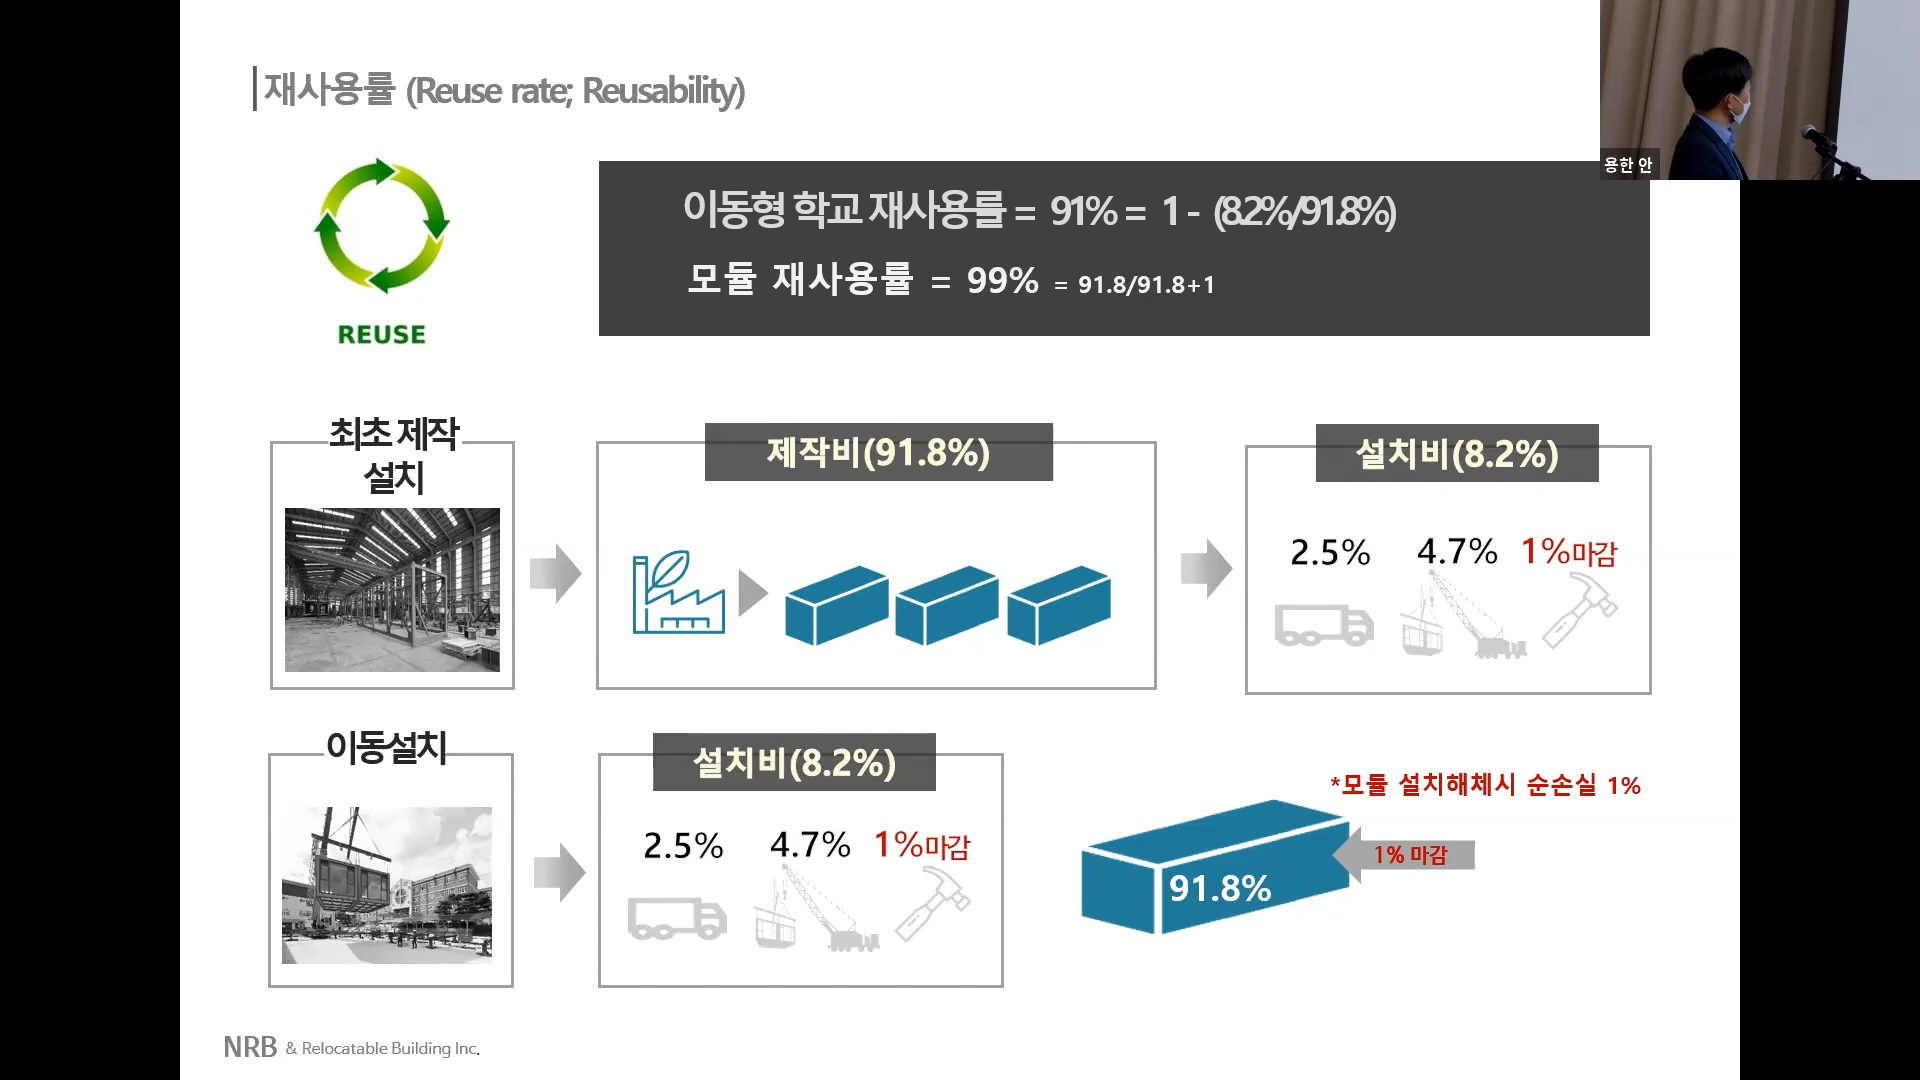 재사용률 (Reuse rate; Reusability)
용한 안
이동형 학교 재사용률 = 91% = 1 - (8.2%/91.8%)
모듈 재사용률 = 99% = 91.8/91.8+1
REUSE
최초 제작
설치
제작비(91.8%)
설치비(8.2%)
2.5% 4.7% 1%마감
이동설치
설치비(8.2%)
2.5% 4.7% 1%마감
*모듈 설치해체시 순손실 1%
1% 마감
91.8%
NRB & Relocatable Building Inc.